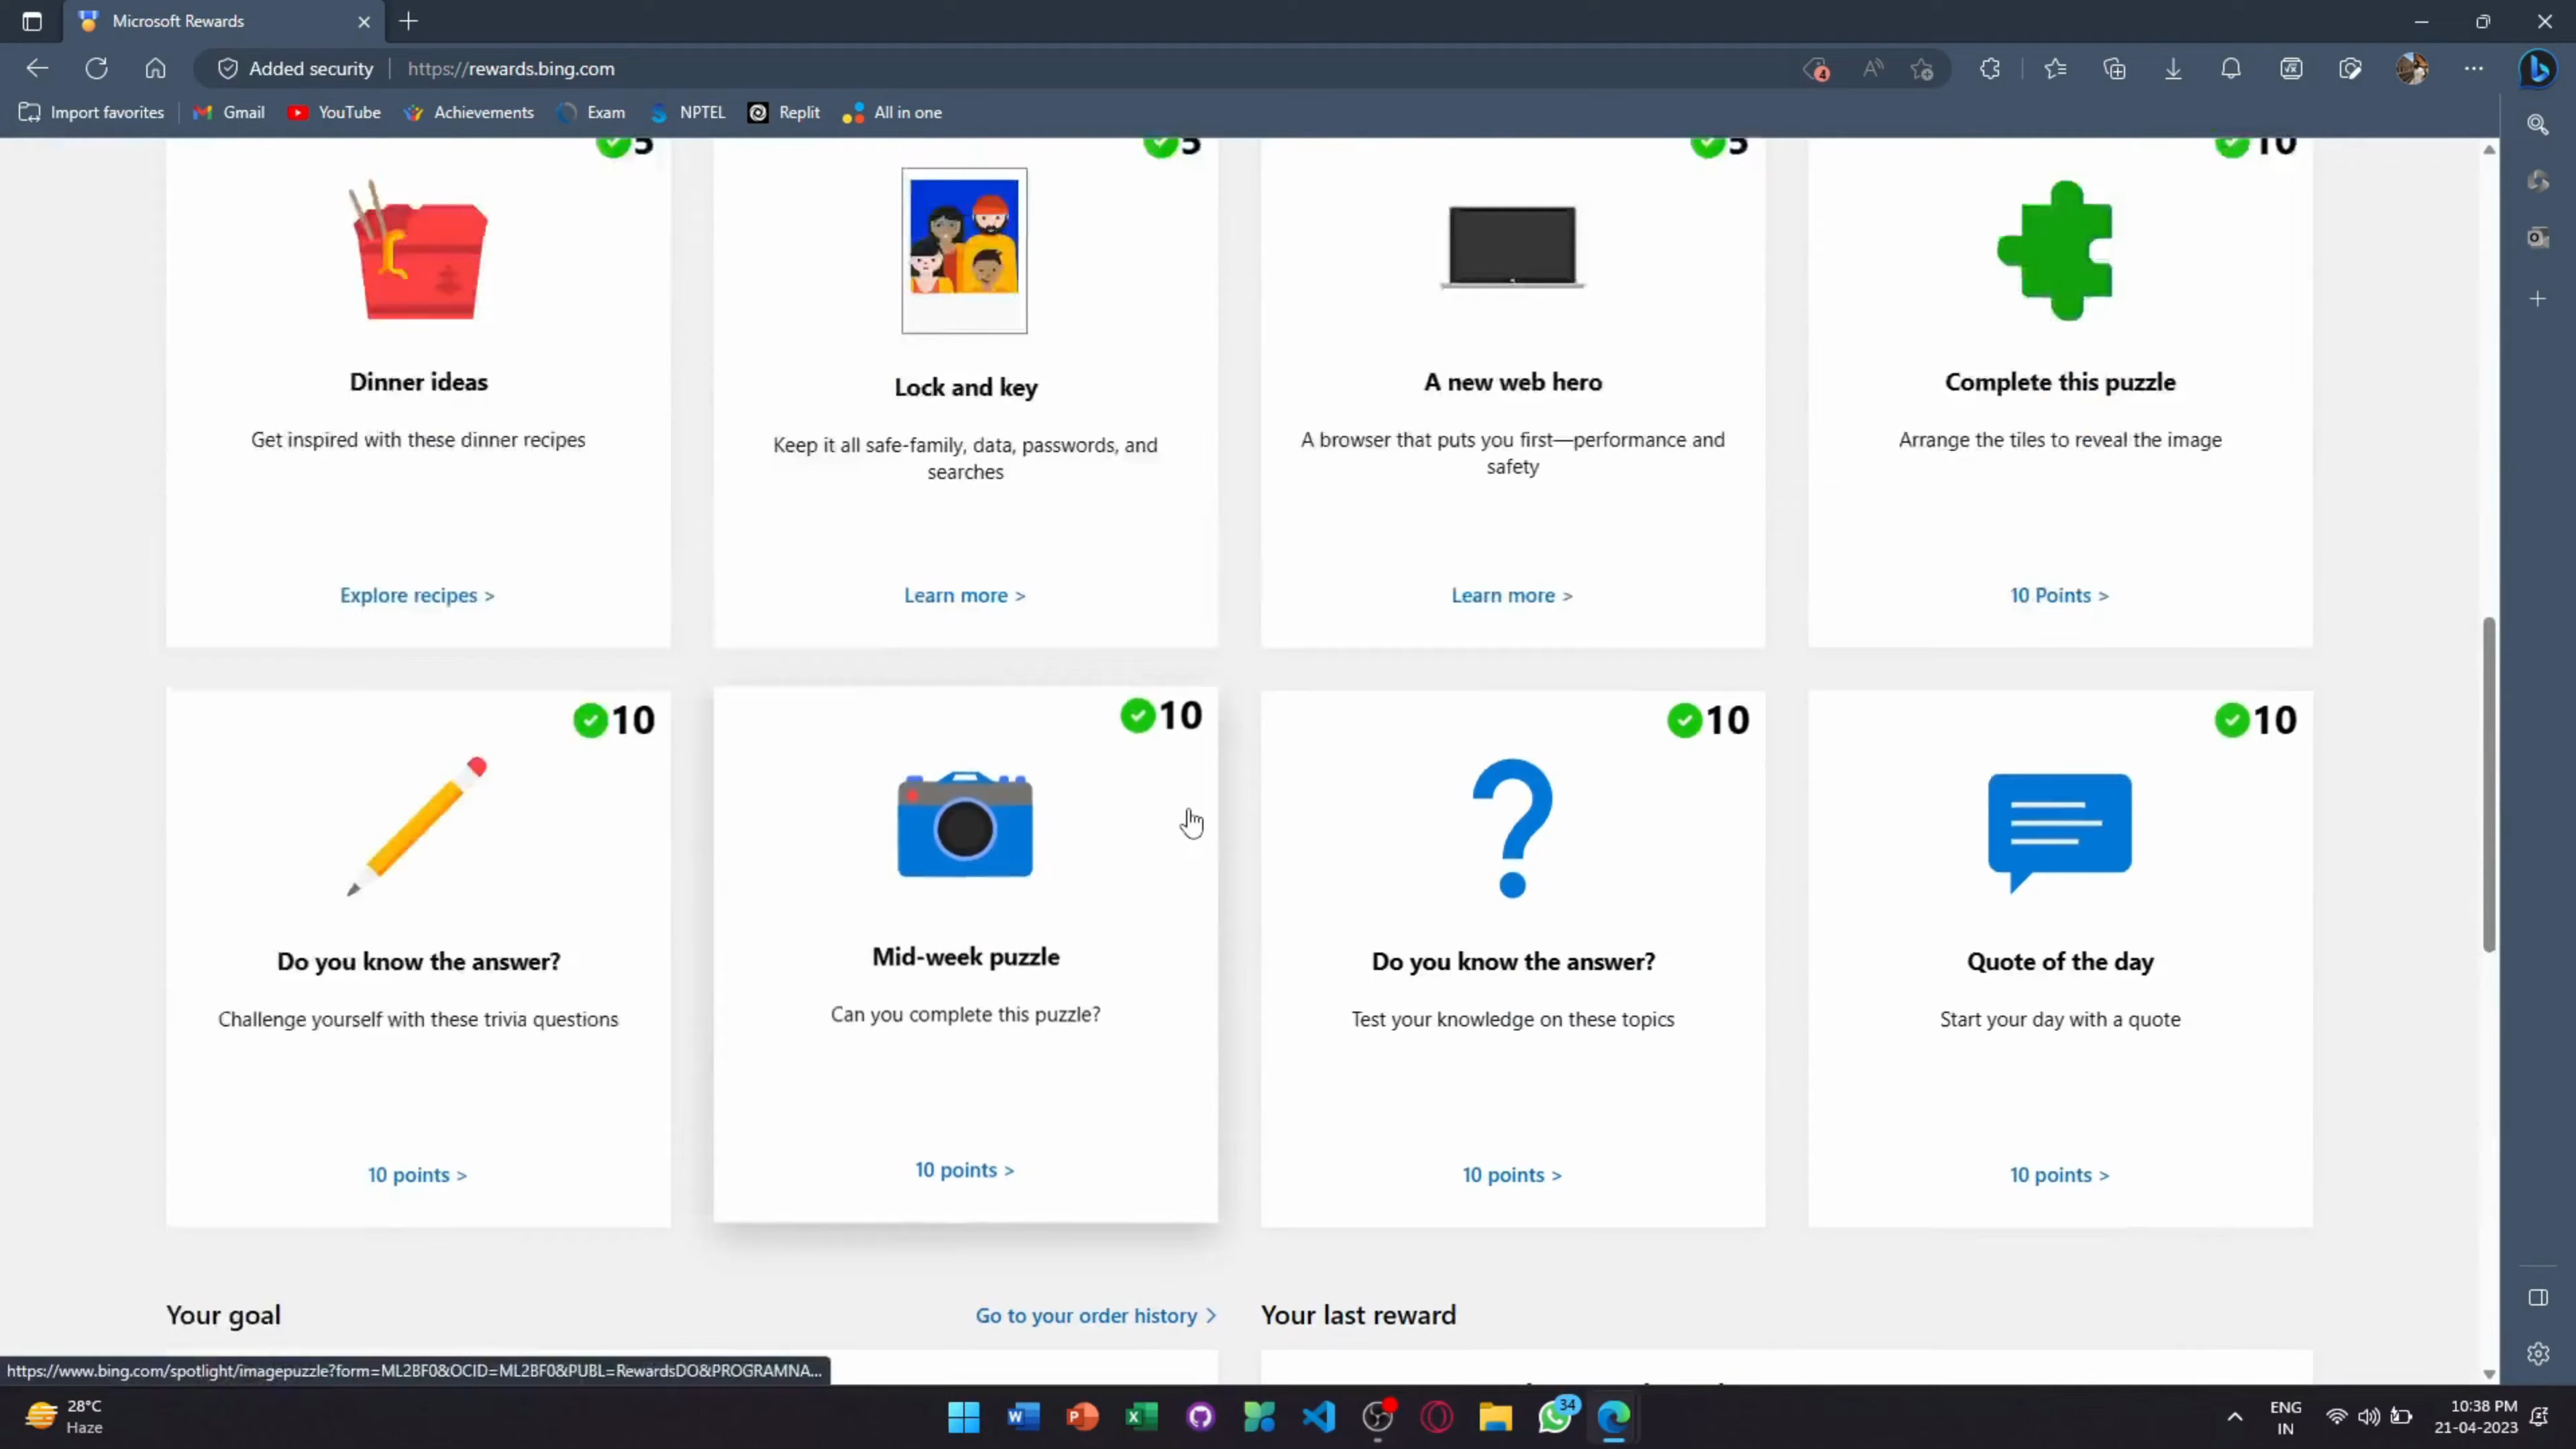 Microsoft Rewards
Added security
https://rewards.bing.com
4
Import favorites
Gmail
YouTube
Achievements
Exam
NPTEL
Replit
All in one
5
5
5
10
Dinner ideas
Get inspired with these dinner recipes
Explore recipes >
Lock and key
Keep it all safe-family, data, passwords, and
searches
Learn more >
A new web hero
A browser that puts you first—performance and
safety
Learn more >
Complete this puzzle
Arrange the tiles to reveal the image
10 Points >
10
Do you know the answer?
Challenge yourself with these trivia questions
10 points >
10
Mid-week puzzle
Can you complete this puzzle?
10 points >
10
Do you know the answer?
Test your knowledge on these topics
10 points >
10
Quote of the day
Start your day with a quote
10 points >
Your goal
Go to your order history >
Your last reward
https://www.bing.com/spotlight/imagepuzzle?form=ML2BF0&OCID=ML2BF0&PUBL=RewardsDO&PROGRAMNA...
28°C
Haze
34
ENG
IN
10:38 PM
21-04-2023